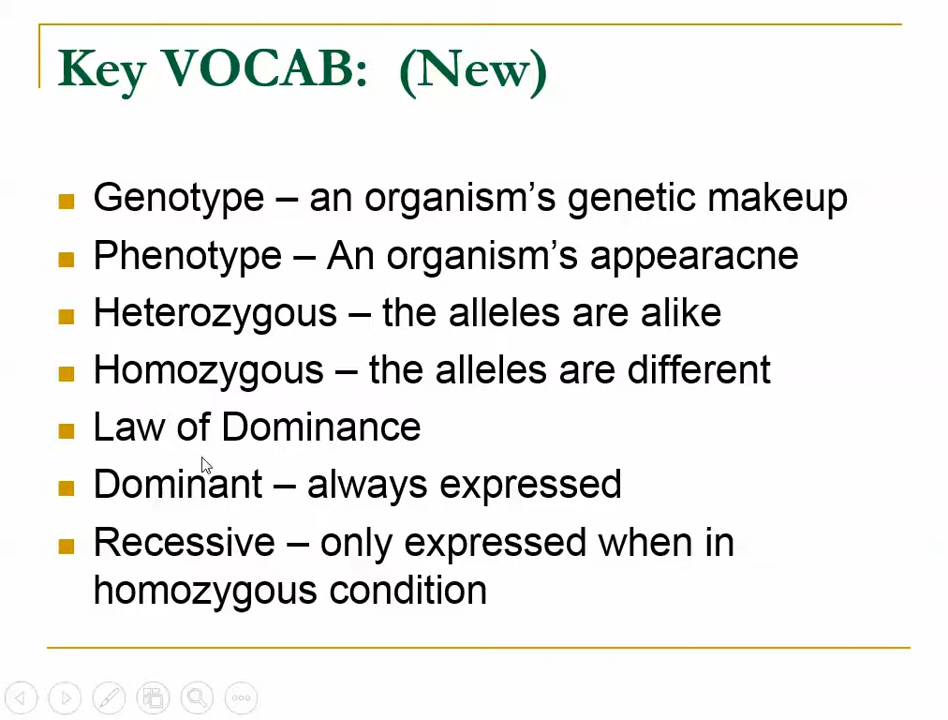 Key VOCAB: (New)
Genotype – an organism’s genetic makeup
Phenotype – An organism’s appearacne
Heterozygous – the alleles are alike
Homozygous – the alleles are different
Law of Dominance
Dominant – always expressed
Recessive – only expressed when in
homozygous condition